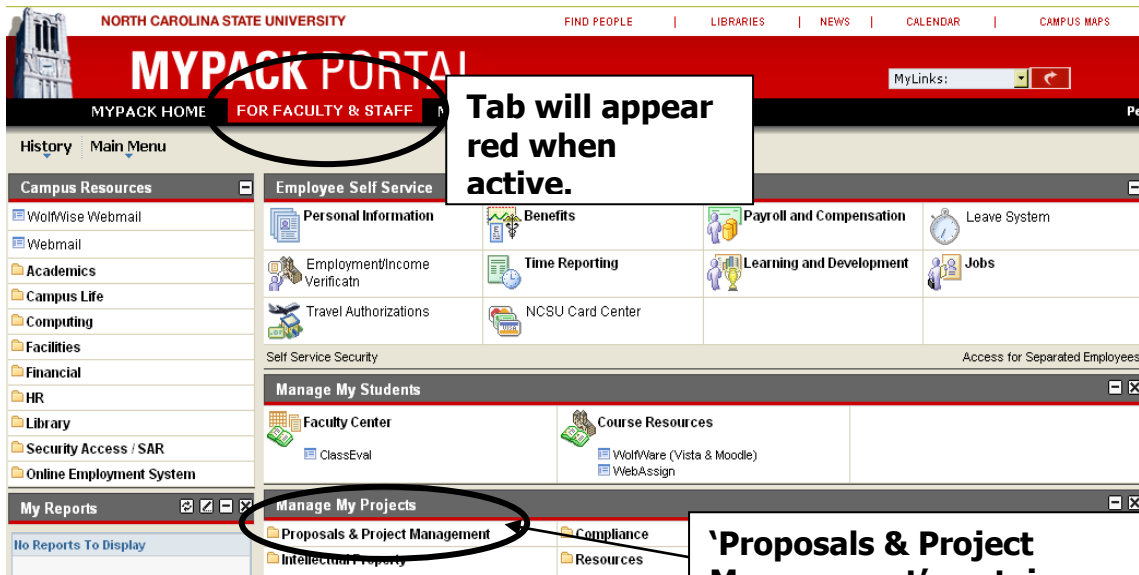 NORTH CAROLINA STATE UNIVERSITY FIND PEOPLE | LIBRARIES | NEWS | CALENDAR | CAMPUS MAPS
MYPACK PORTAL
MyLinks:
MYPACK HOME FOR FACULTY & STAFF
History Main Menu
Tab will appear
red when
active.
Campus Resources
WolfWise Webmail
Webmail
Academics
Campus Life
Computing
Facilities
Financial
HR
Library
Security Access / SAR
Online Employment System
My Reports
No Reports To Display
Employee Self Service
Personal Information Benefits Payroll and Compensation Leave System
Employment/Income
Verificatn
Time Reporting Learning and Development Jobs
Travel Authorizations NCSU Card Center
Self Service Security Access for Separated Employees
Manage My Students
Faculty Center Course Resources
ClassEval WolfWare (Vista & Moodle)
WebAssign
Manage My Projects
Proposals & Project Management Compliance
Intellectual Property Resources
‘Proposals & Project